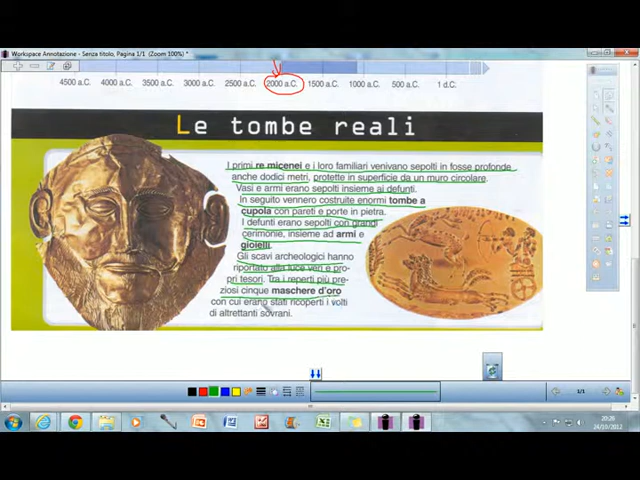 Workspace Annotazione - Senza titolo, Pagina 1/1 (Zoom 100%) *
4500 a.C. 4000 a.C. 3500 a.C. 3000 a.C. 2500 a.C. 2000 a.C. 1500 a.C. 1000 a.C. 500 a.C. 1 d.C.
Le tombe reali
I primi re micenei e i loro familiari venivano sepolti in fosse profonde
anche dodici metri, protette in superficie da un muro circolare.
Vasi e armi erano sepolti insieme ai defunti.
In seguito vennero costruite enormi tombe a
cupola con pareti e porte in pietra.
I defunti erano sepolti con grandi
cerimonie, insieme ad armi e
gioielli.
Gli scavi archeologici hanno
riportato alla luce veri e pro-
pri tesori. Tra i reperti più pre-
ziosi cinque maschere d'oro
con cui erano stati ricoperti i volti
di altrettanti sovrani.
1/1
20:26
24/10/2012